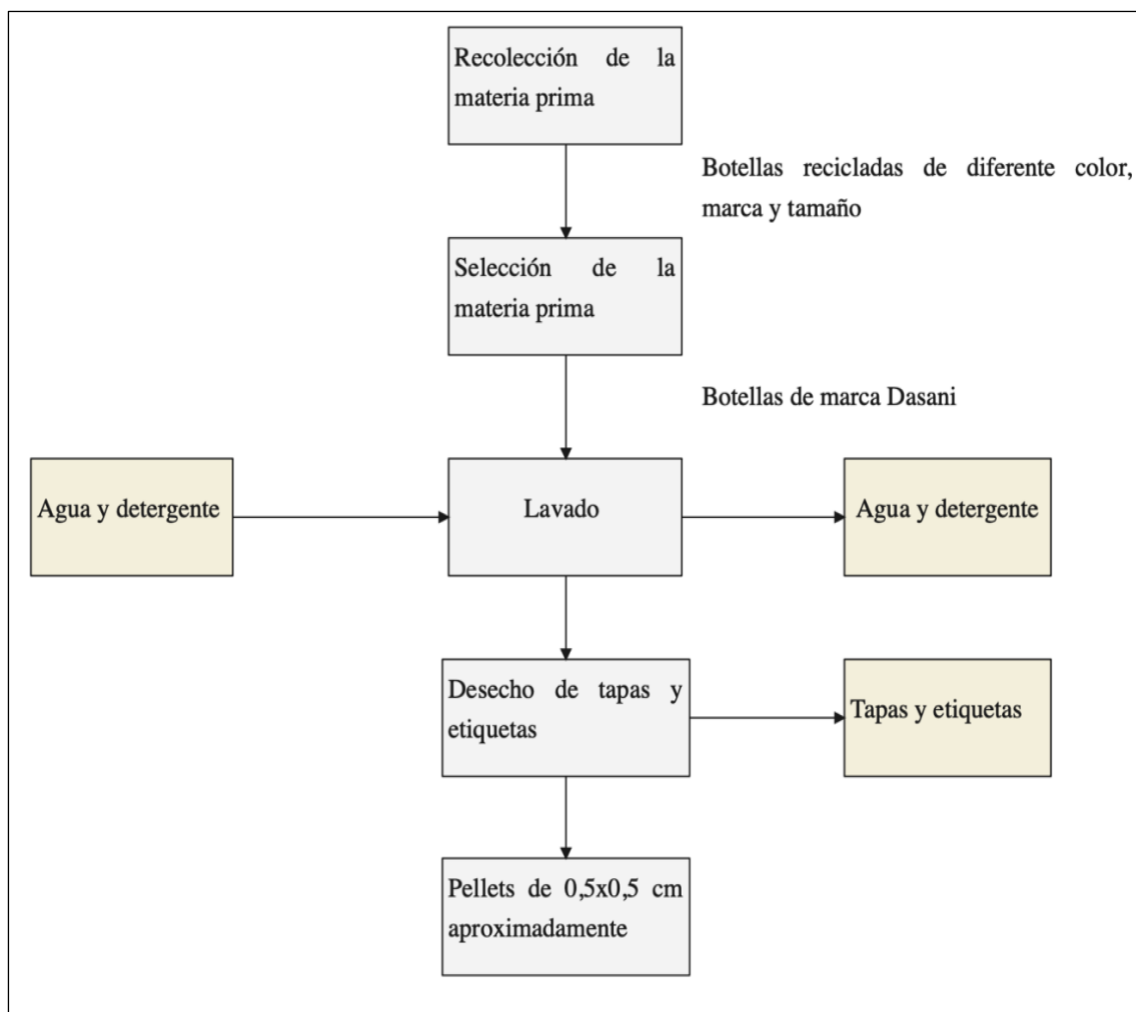 Recolección de la
materia prima
Botellas recicladas de diferente color,
marca y tamaño
Selección de la
materia prima
Botellas de marca Dasani
Agua y detergente
Lavado
Agua y detergente
Desecho de tapas y
etiquetas
Tapas y etiquetas
Pellets de 0,5x0,5 cm
aproximadamente